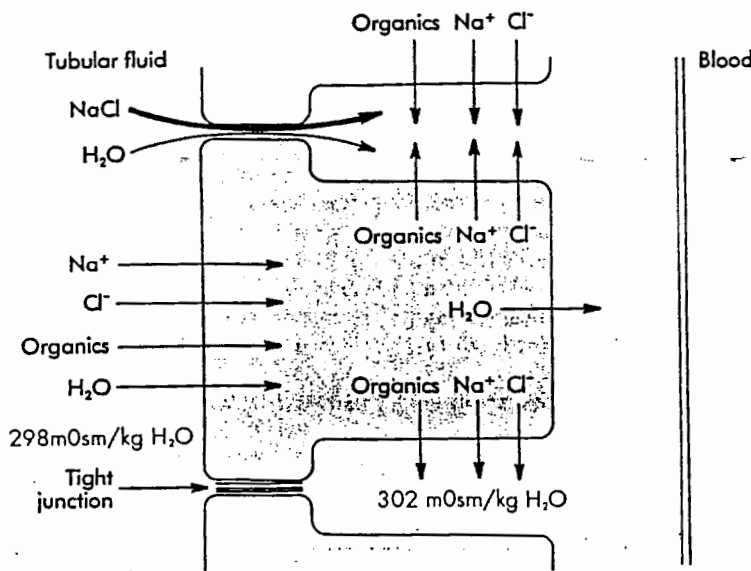 Organics Na⁺ Cl⁻
Tubular fluid
Blood
NaCl
H₂O
Organics Na⁺ Cl⁻
Na⁺
Cl⁻
H₂O
Organics
H₂O
Organics Na⁺ Cl⁻
298m0sm/kg H₂O
Tight
junction
302 m0sm/kg H₂O